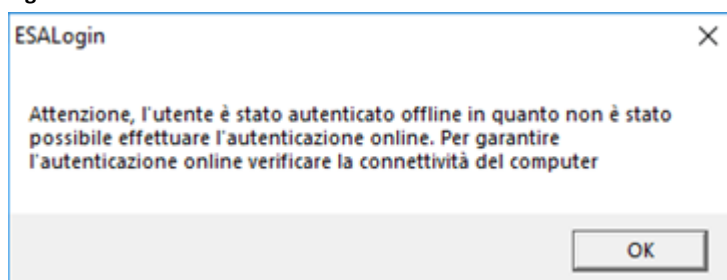 ESALogin
Attenzione, l'utente è stato autenticato offline in quanto non è stato
possibile effettuare l'autenticazione online. Per garantire
l'autenticazione online verificare la connettività del computer
OK